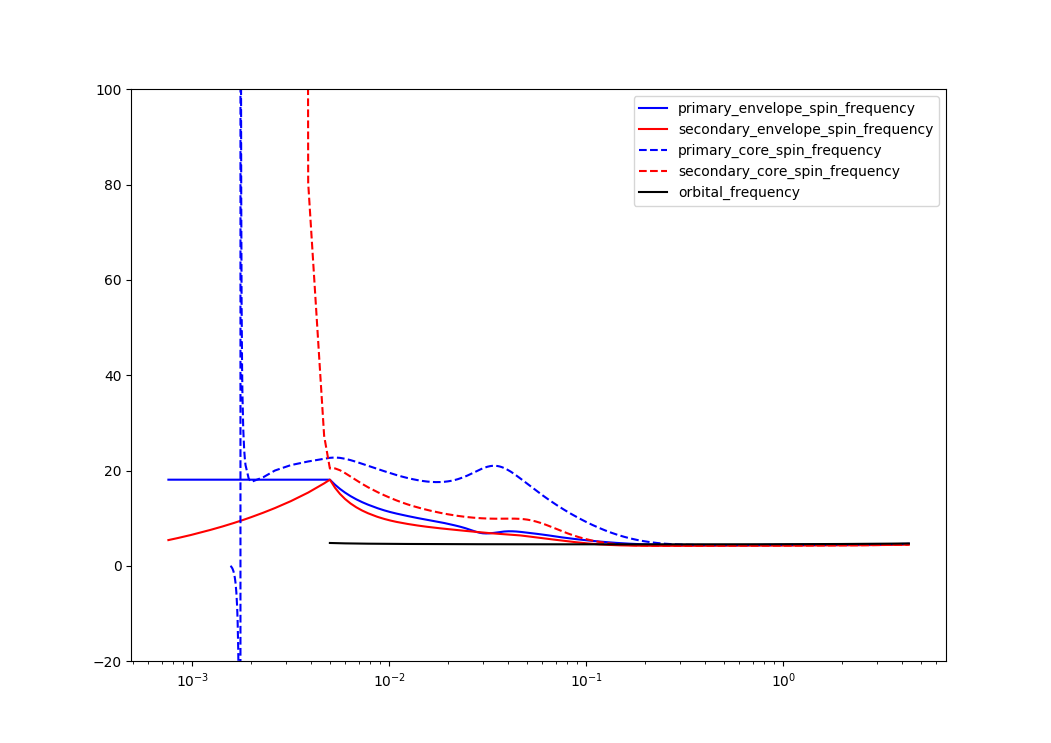 100
80
60
40
20
0
−20
10⁻³
10⁻²
10⁻¹
10⁰
primary_envelope_spin_frequency
secondary_envelope_spin_frequency
primary_core_spin_frequency
secondary_core_spin_frequency
orbital_frequency